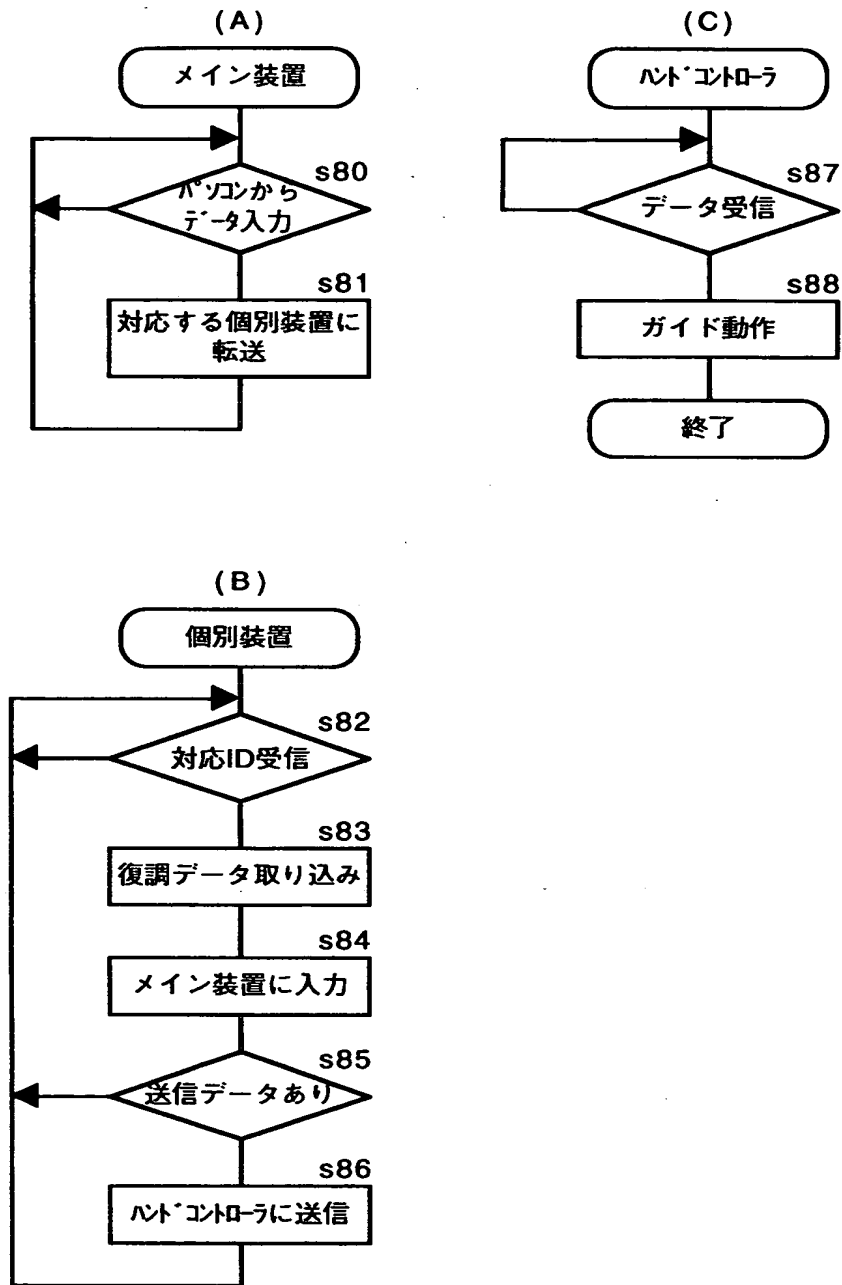 (A)
メイン装置
s80
パソコンから
データ入力
s81
対応する個別装置に
転送
(C)
ハンドコントローラ
s87
データ受信
s88
ガイド動作
終了
(B)
個別装置
s82
対応ID受信
s83
復調データ取り込み
s84
メイン装置に入力
s85
送信データあり
s86
ハンドコントローラに送信